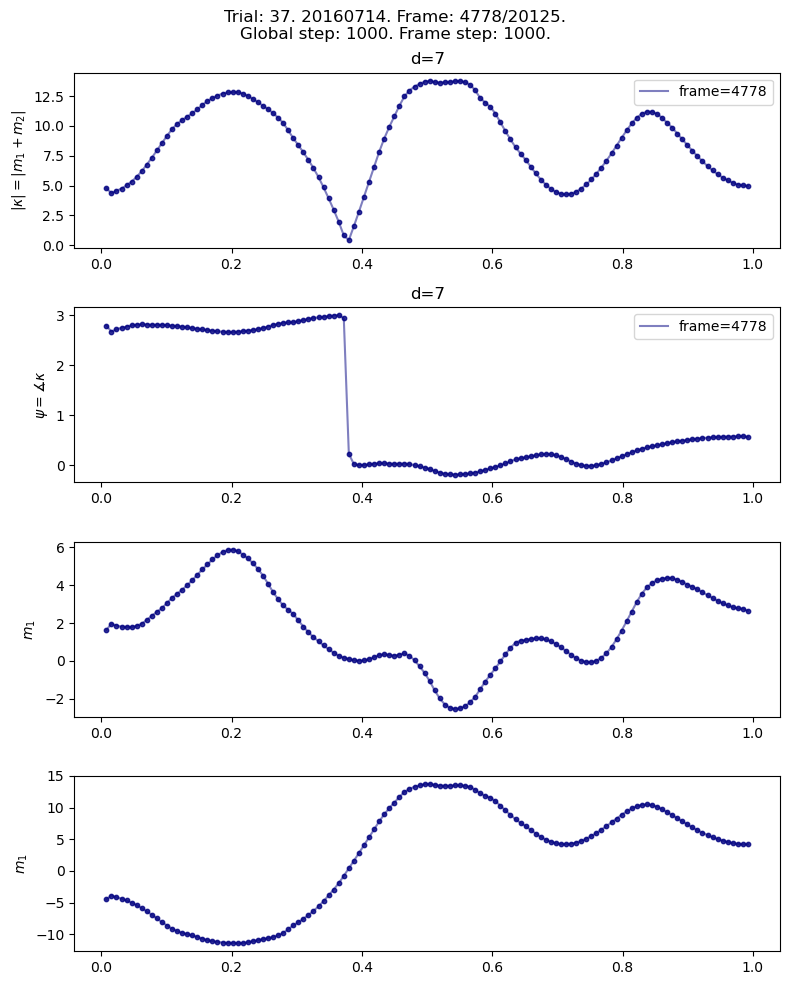 Trial: 37. 20160714. Frame: 4778/20125.
Global step: 1000. Frame step: 1000.
d=7
|κ| = |m₁ + m₂|
12.5
10.0
7.5
5.0
2.5
0.0
frame=4778
0.0 0.2 0.4 0.6 0.8 1.0
d=7
ψ = ∡κ
3
2
1
0
frame=4778
0.0 0.2 0.4 0.6 0.8 1.0
m₁
6
4
2
0
−2
0.0 0.2 0.4 0.6 0.8 1.0
m₁
15
10
5
0
−5
−10
0.0 0.2 0.4 0.6 0.8 1.0